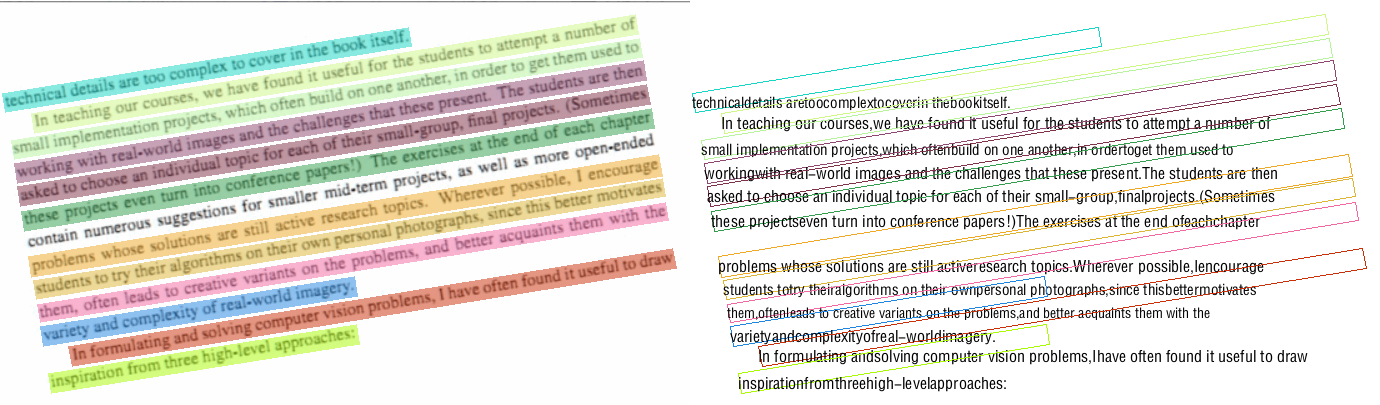 technical details are too complex to cover in the book itself.
In teaching our courses, we have found it useful for the students to attempt a number of
small implementation projects, which often build on one another, in order to get them used to
working with real-world images and the challenges that these present. The students are then
asked to choose an individual topic for each of their small-group, final projects. (Sometimes
these projects even turn into conference papers!) The exercises at the end of each chapter
contain numerous suggestions for smaller mid-term projects, as well as more open-ended
problems whose solutions are still active research topics. Wherever possible, I encourage
students to try their algorithms on their own personal photographs, since this better motivates
them, often leads to creative variants on the problems, and better acquaints them with the
variety and complexity of real-world imagery.
In formulating and solving computer vision problems, I have often found it useful to draw
inspiration from three high-level approaches:
technicaldetails aretoocomplextocoverin thebookitself.
In teaching our courses,we have found it useful for the students to attempt a number of
small implementation projects,which oftenbuild on one another,in ordertoget them used to
workingwith real-world images and the challenges that these present.The students are then
asked to choose an individual topic for each of their small-group,finalprojects.(Sometimes
these projectseven turn into conference papers!)The exercises at the end ofeachchapter
problems whose solutions are still activeresearch topics.Wherever possible,Iencourage
students totry theiralgorithms on their ownpersonal photographs,since thisbettermotivates
them,oftenleads to creative variants on the problems,and better acquaints them with the
varietyandcomplexityofreal-worldimagery.
In formulating andsolving computer vision problems,Ihave often found it useful to draw
inspirationfromthreehigh-levelapproaches: